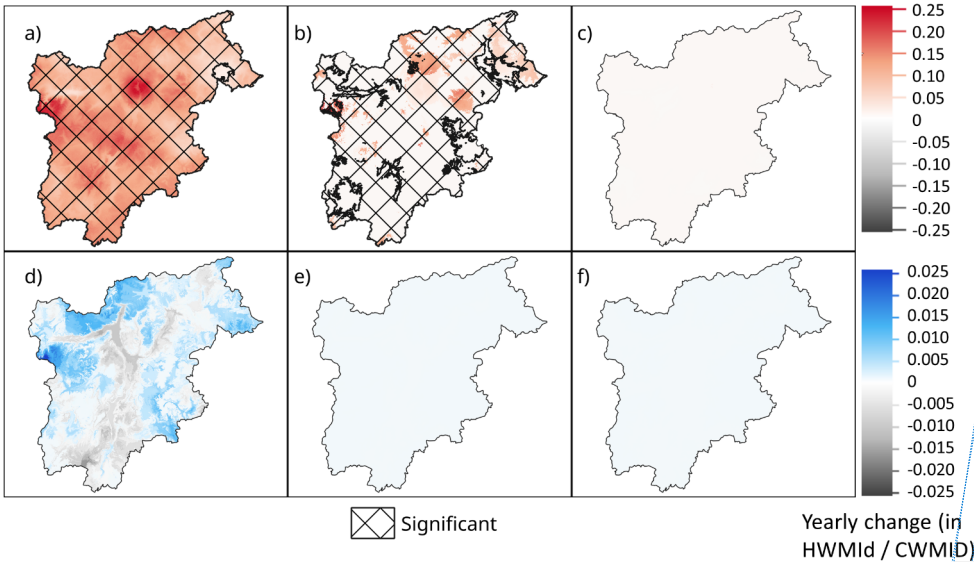 a)
b)
c)
0.25
0.20
0.15
0.10
0.05
0
-0.05
-0.10
-0.15
-0.20
-0.25
d)
e)
f)
0.025
0.020
0.015
0.010
0.005
0
-0.005
-0.010
-0.015
-0.020
-0.025
Significant
Yearly change (in
HWMId / CWMID)